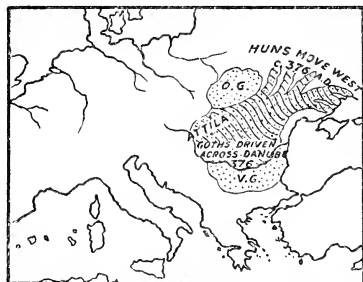 HUNS MOVE WEST
C. 376 A.D.
O.G.
ATTILA
GOTHS DRIVEN
ACROSS DANUBE
376
V.G.